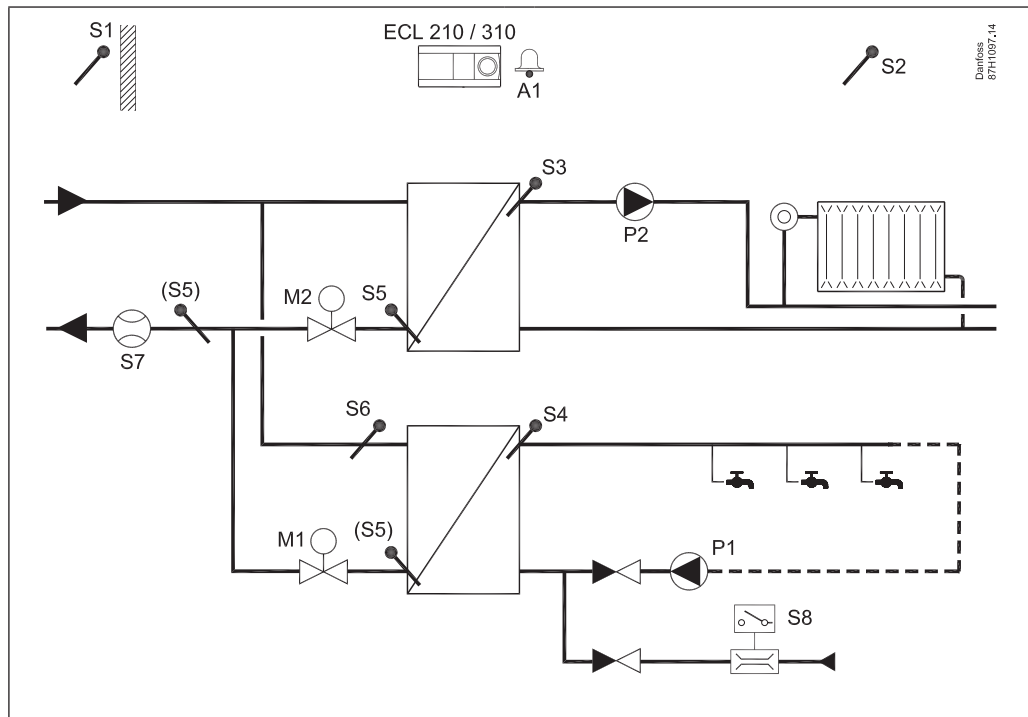 S1
ECL 210 / 310
A1
S2
Danfoss
87H1097.14
S3
P2
(S5)
M2
S5
S7
S6
S4
M1
(S5)
P1
S8